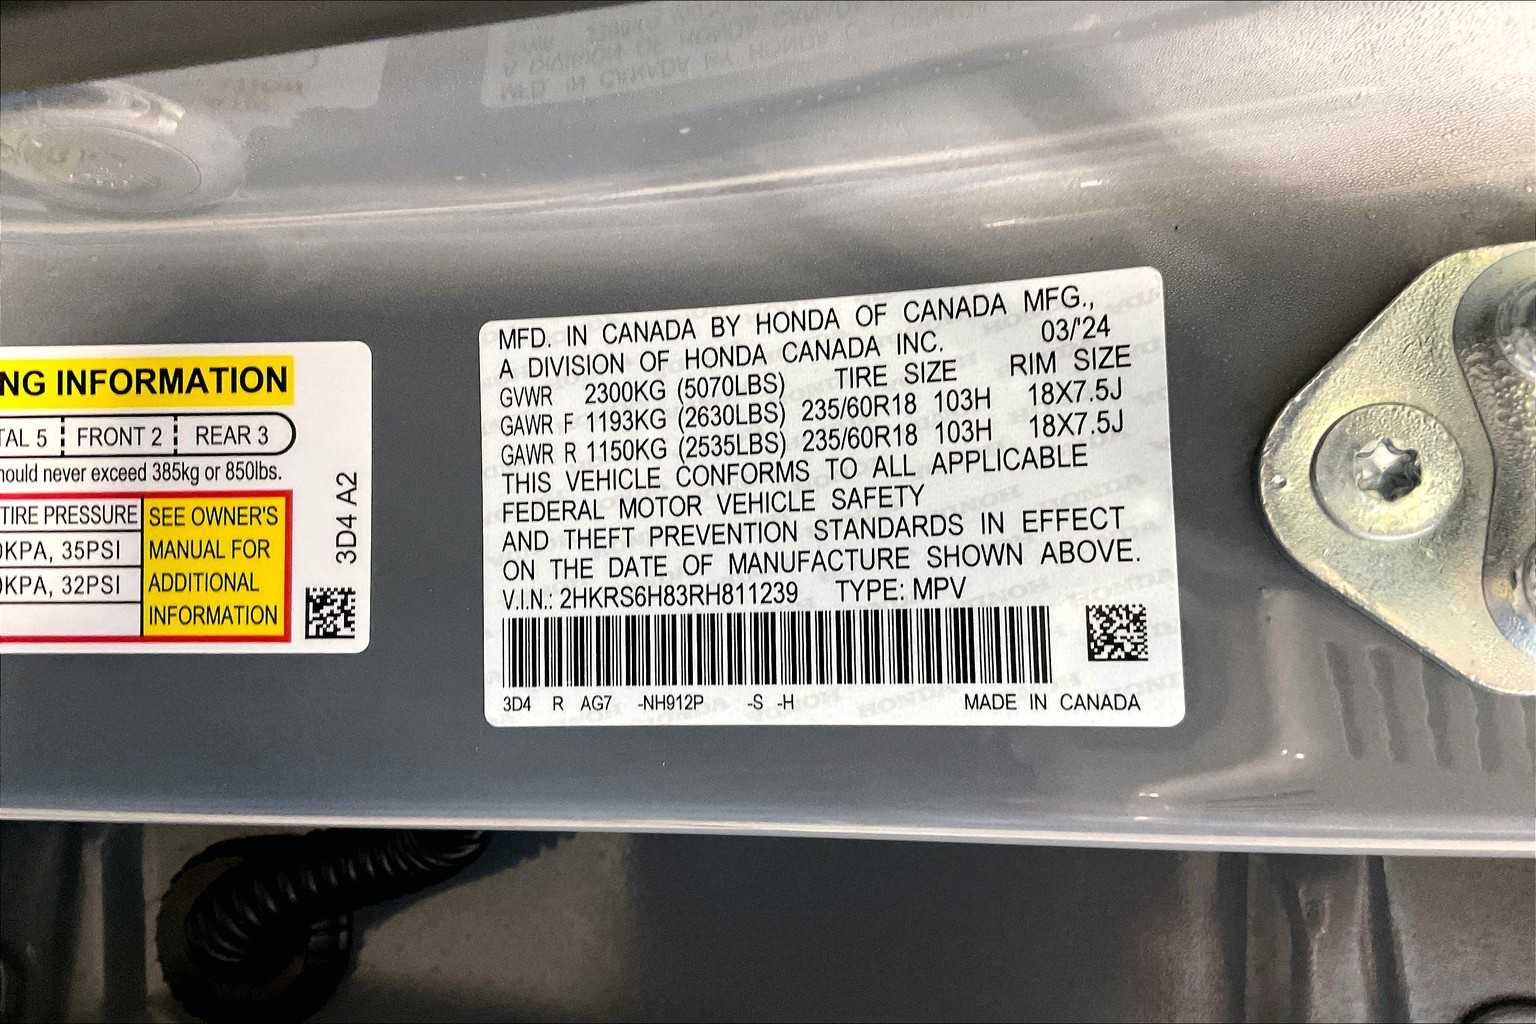 NG INFORMATION
TAL 5 FRONT 2 REAR 3
hould never exceed 385kg or 850lbs.
TIRE PRESSURE SEE OWNER'S
0KPA, 35PSI MANUAL FOR
0KPA, 32PSI ADDITIONAL
INFORMATION
3D4 A2
MFD. IN CANADA BY HONDA OF CANADA MFG.,
A DIVISION OF HONDA CANADA INC. 03/'24
GVWR 2300KG (5070LBS) TIRE SIZE RIM SIZE
GAWR F 1193KG (2630LBS) 235/60R18 103H 18X7.5J
GAWR R 1150KG (2535LBS) 235/60R18 103H 18X7.5J
THIS VEHICLE CONFORMS TO ALL APPLICABLE
FEDERAL MOTOR VEHICLE SAFETY
AND THEFT PREVENTION STANDARDS IN EFFECT
ON THE DATE OF MANUFACTURE SHOWN ABOVE.
V.I.N.: 2HKRS6H83RH811239 TYPE: MPV
3D4 R AG7 -NH912P -S -H MADE IN CANADA